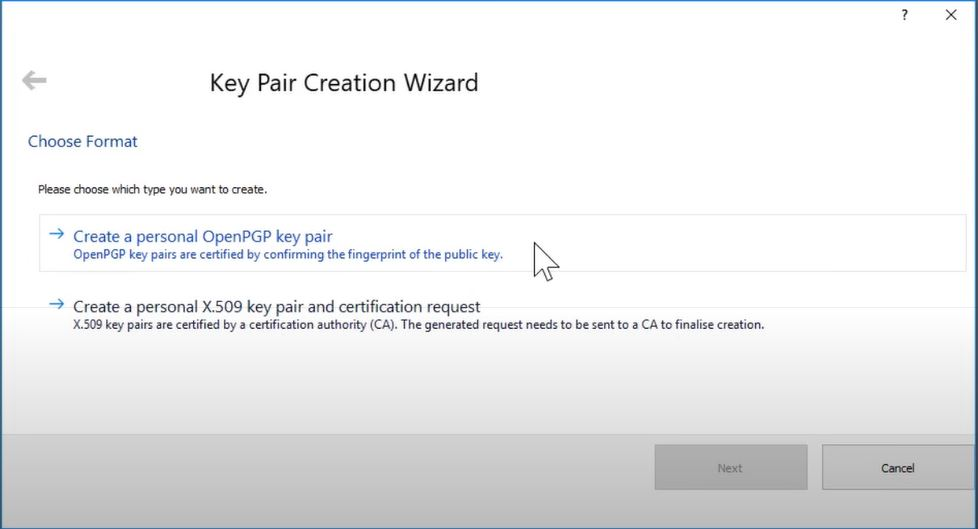 ?
Key Pair Creation Wizard
Choose Format
Please choose which type you want to create.
Create a personal OpenPGP key pair
OpenPGP key pairs are certified by confirming the fingerprint of the public key.
Create a personal X.509 key pair and certification request
X.509 key pairs are certified by a certification authority (CA). The generated request needs to be sent to a CA to finalise creation.
Next
Cancel